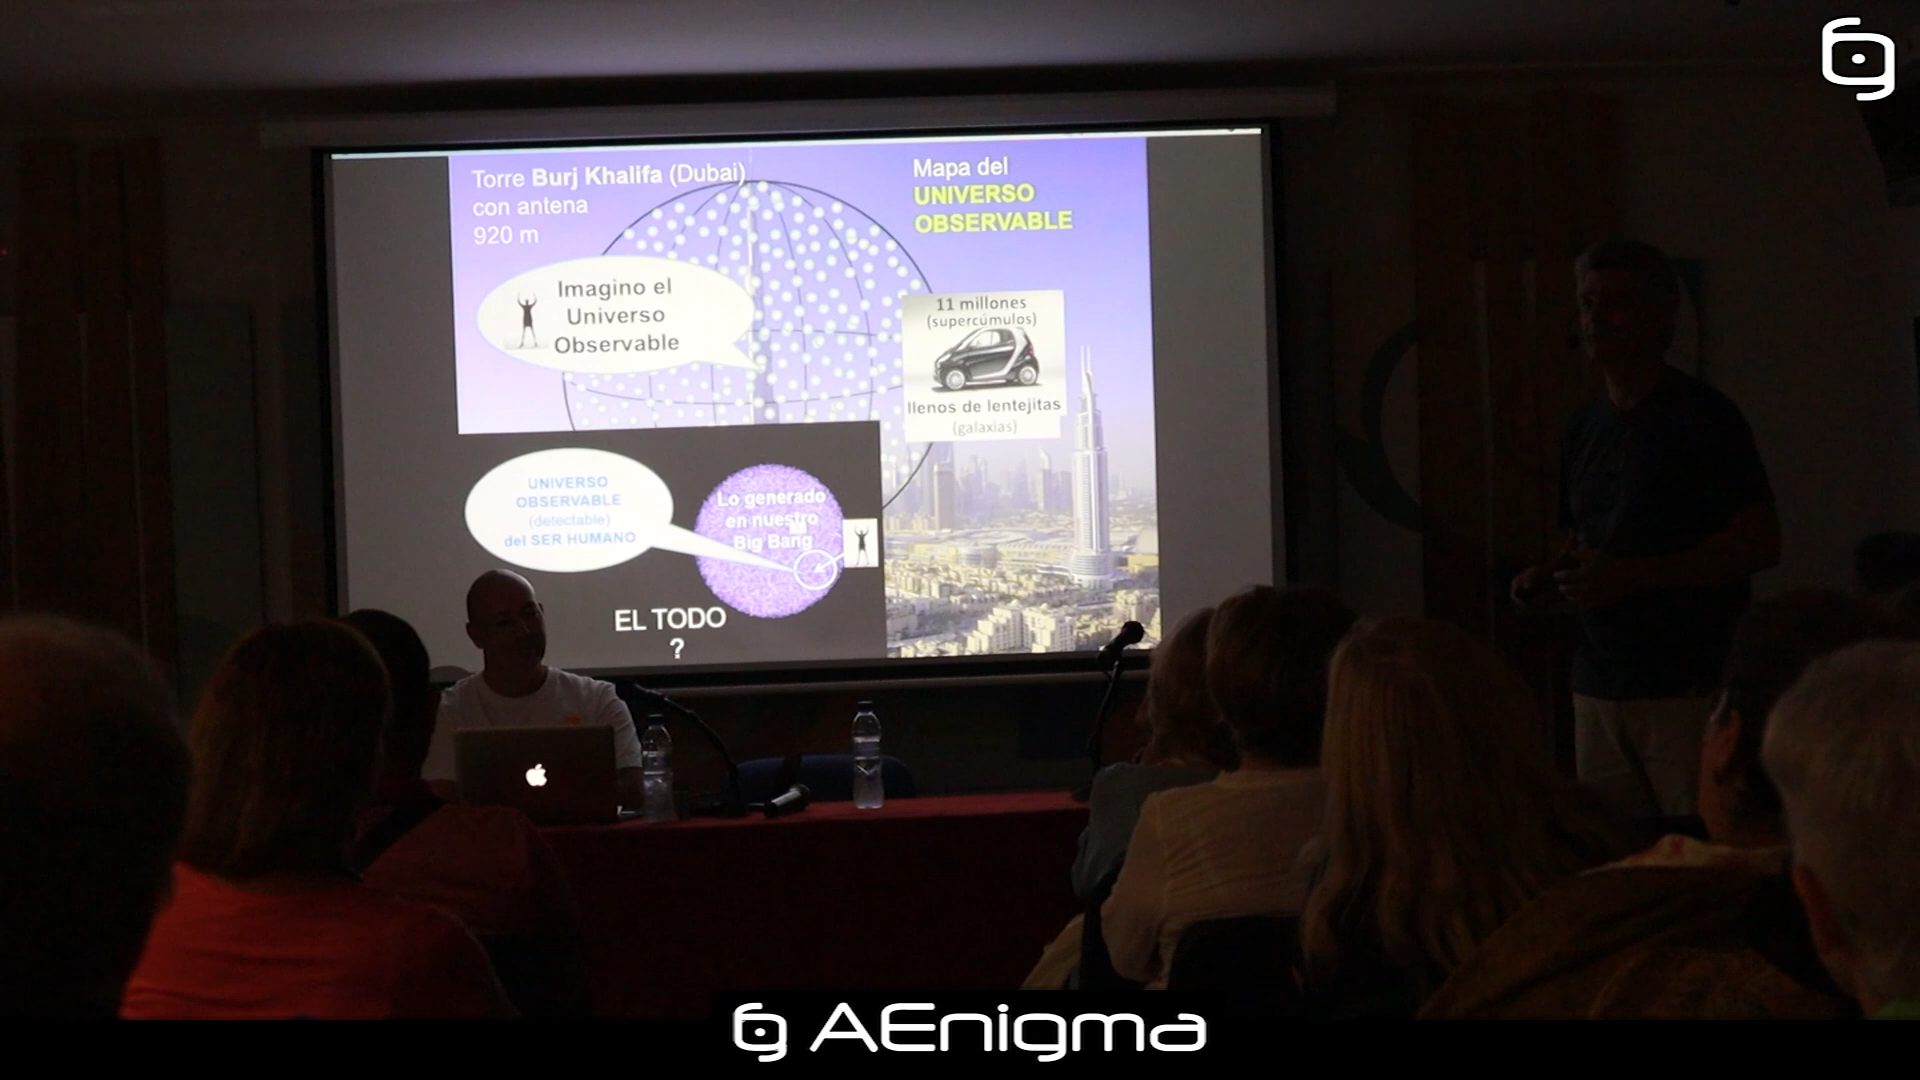 Torre Burj Khalifa (Dubai)
con antena
920 m
Mapa del
UNIVERSO
OBSERVABLE
Imagino el
Universo
Observable
11 millones
(supercúmulos)
llenos de lentejitas
(galaxias)
UNIVERSO
OBSERVABLE
(detectable)
del SER HUMANO
Lo generado
en nuestro
Big Bang
EL TODO
?
AEnigma